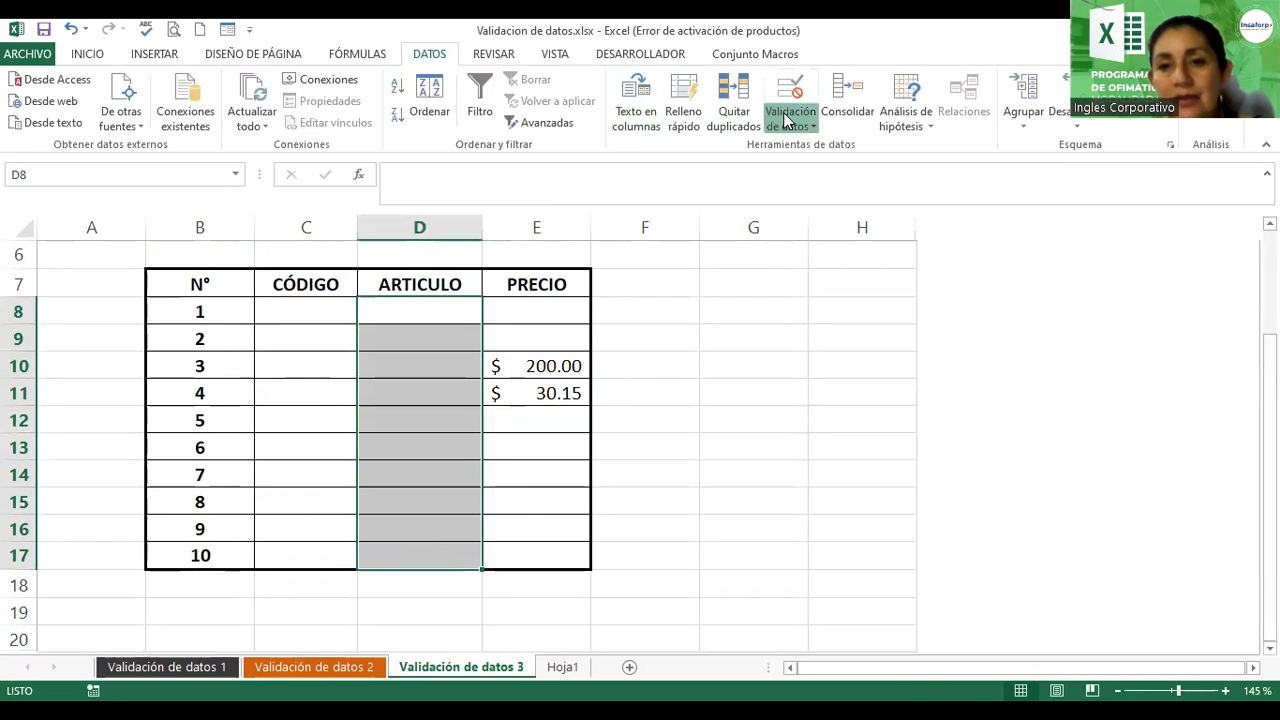 Validacion de datos.xlsx - Excel (Error de activación de productos)
ARCHIVO INICIO INSERTAR DISEÑO DE PÁGINA FÓRMULAS DATOS REVISAR VISTA DESARROLLADOR Conjunto Macros
Desde Access
Desde web
Desde texto
De otras fuentes
Conexiones existentes
Obtener datos externos
Actualizar todo
Conexiones
Propiedades
Editar vínculos
Conexiones
Ordenar
Filtro
Borrar
Volver a aplicar
Avanzadas
Ordenar y filtrar
Texto en columnas
Relleno rápido
Quitar duplicados
Validación de datos
Consolidar
Análisis de hipótesis
Relaciones
Herramientas de datos
Agrupar
Esquema
Análisis
PROGRAMA
DE OFIMATIC
Insaforp
Ingles Corporativo
D8
A B C D E F G H
6
7 N° CÓDIGO ARTICULO PRECIO
8 1
9 2
10 3 $ 200.00
11 4 $ 30.15
12 5
13 6
14 7
15 8
16 9
17 10
18
19
20
Validación de datos 1 Validación de datos 2 Validación de datos 3 Hoja1
LISTO 145 %